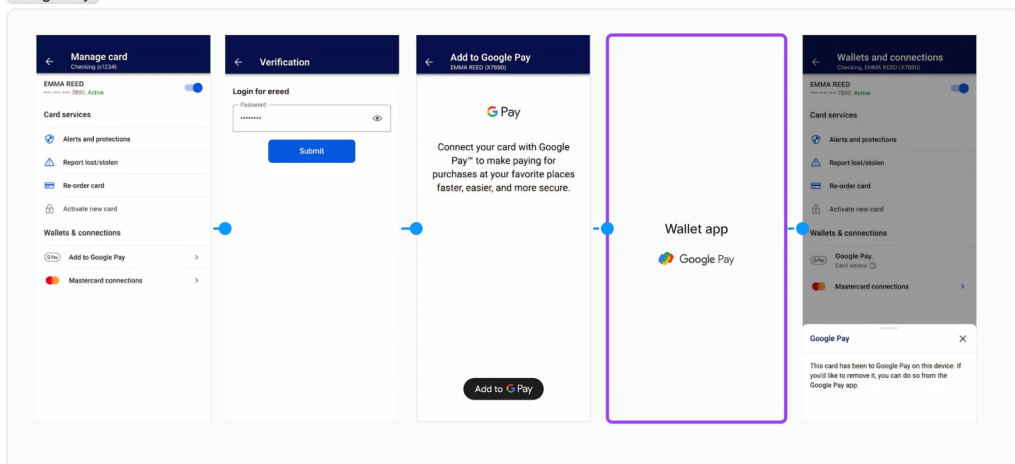 Manage card
Checking (x1234)
EMMA REED
···· ···· ···· 7890, Active
Card services
Alerts and protections
Report lost/stolen
Re-order card
Activate new card
Wallets & connections
G Pay
Add to Google Pay
Mastercard connections
Verification
Login for ereed
Password
········
Submit
Add to Google Pay
EMMA REED (X7890)
G Pay
Connect your card with Google
Pay™ to make paying for
purchases at your favorite places
faster, easier, and more secure.
Add to G Pay
Wallet app
Google Pay
Wallets and connections
Checking, EMMA REED (X7890)
EMMA REED
···· ···· ···· 7890, Active
Card services
Alerts and protections
Report lost/stolen
Re-order card
Activate new card
Wallets & connections
G Pay
Google Pay
Card added
Mastercard connections
Google Pay
This card has been to Google Pay on this device. If
you'd like to remove it, you can do so from the
Google Pay app.